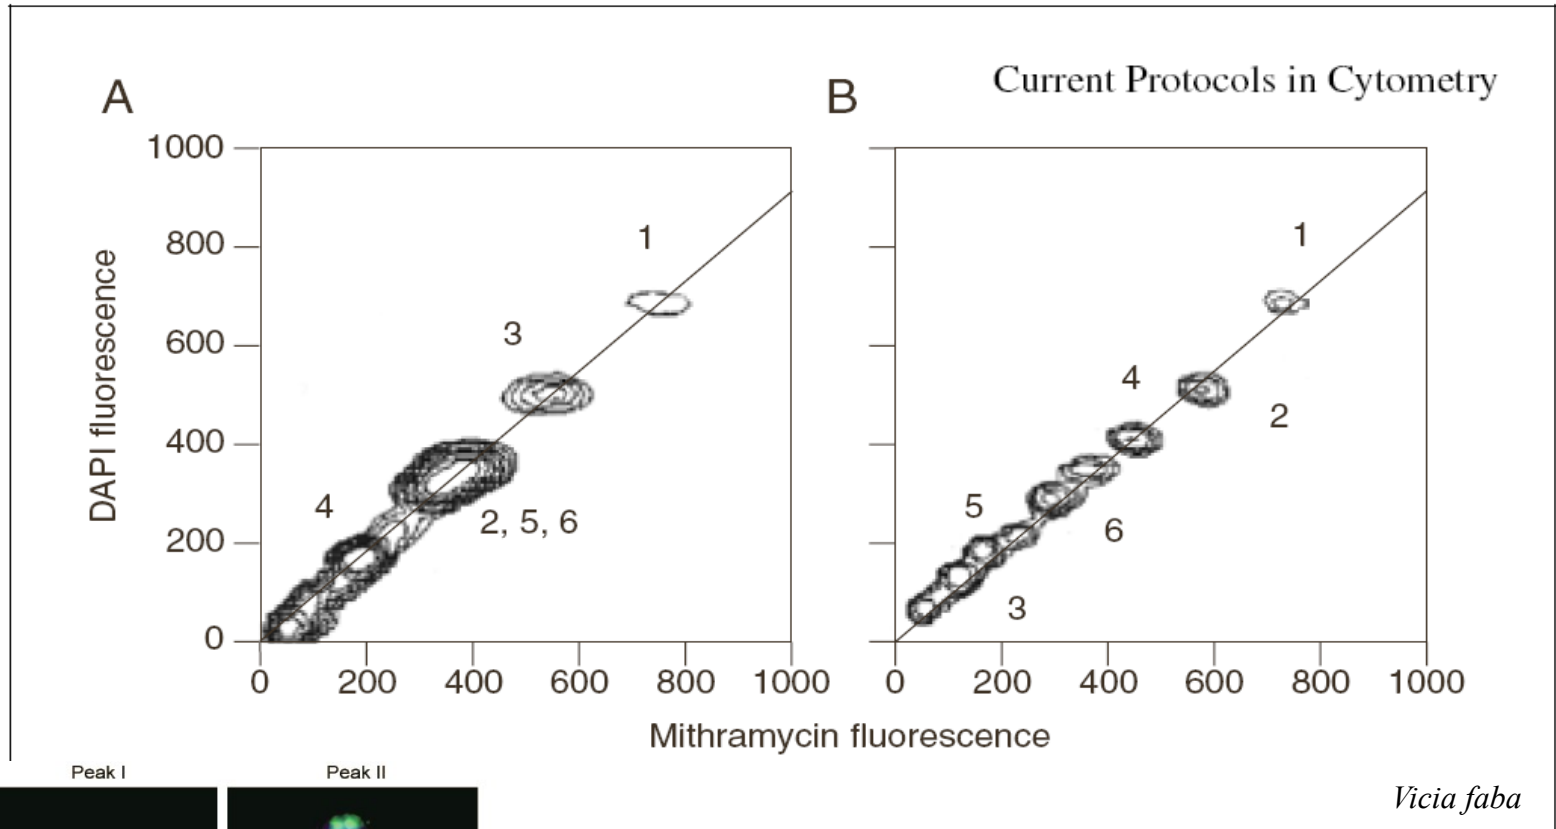 Current Protocols in Cytometry
A
B
1000
800
600
400
200
0
DAPI fluorescence
1
3
4
2, 5, 6
1
4
2
5
6
3
0 200 400 600 800 1000
0 200 400 600 800 1000
Mithramycin fluorescence
Peak I
Peak II
Vicia faba